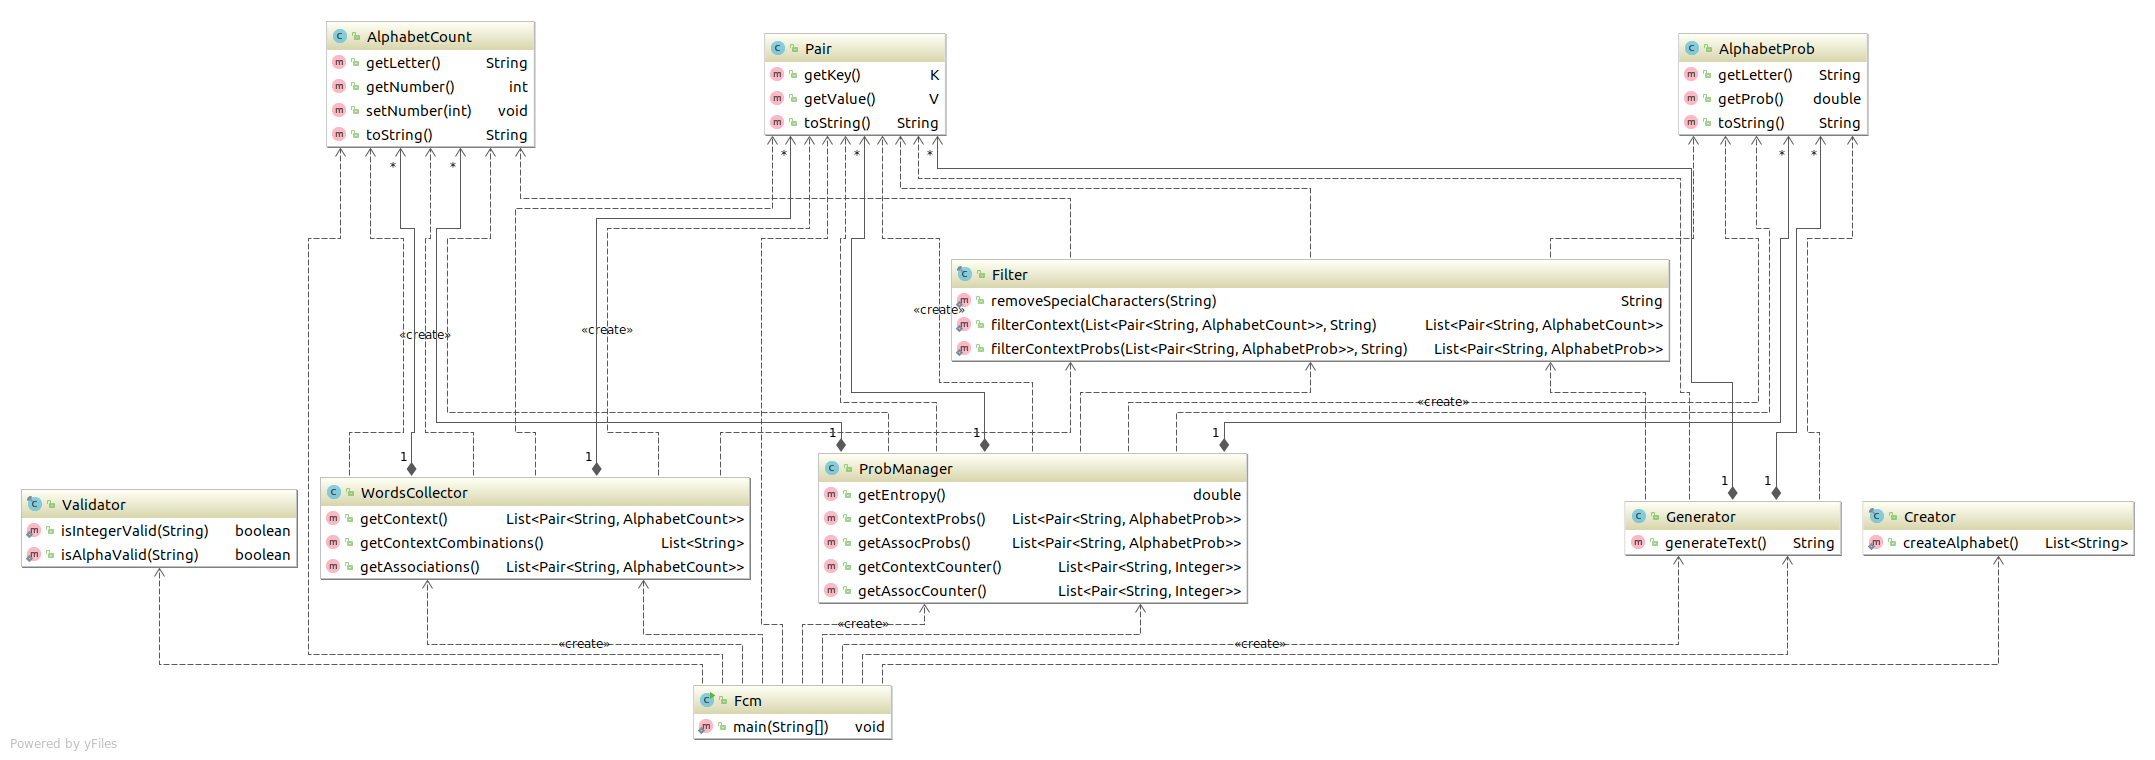 AlphabetCount
getLetter() String
getNumber() int
setNumber(int) void
toString() String
Pair
getKey() K
getValue() V
toString() String
AlphabetProb
getLetter() String
getProb() double
toString() String
* * * * * * *
Filter
removeSpecialCharacters(String) String
filterContext(List<Pair<String, AlphabetCount>>, String) List<Pair<String, AlphabetCount>>
filterContextProbs(List<Pair<String, AlphabetProb>>, String) List<Pair<String, AlphabetProb>>
«create»
«create»
«create»
«create»
1 1 1 1 1 1 1
Validator
isIntegerValid(String) boolean
isAlphaValid(String) boolean
WordsCollector
getContext() List<Pair<String, AlphabetCount>>
getContextCombinations() List<String>
getAssociations() List<Pair<String, AlphabetCount>>
ProbManager
getEntropy() double
getContextProbs() List<Pair<String, AlphabetProb>>
getAssocProbs() List<Pair<String, AlphabetProb>>
getContextCounter() List<Pair<String, Integer>>
getAssocCounter() List<Pair<String, Integer>>
Generator
generateText() String
Creator
createAlphabet() List<String>
«create»
«create»
«create»
Fcm
main(String[]) void
Powered by yFiles